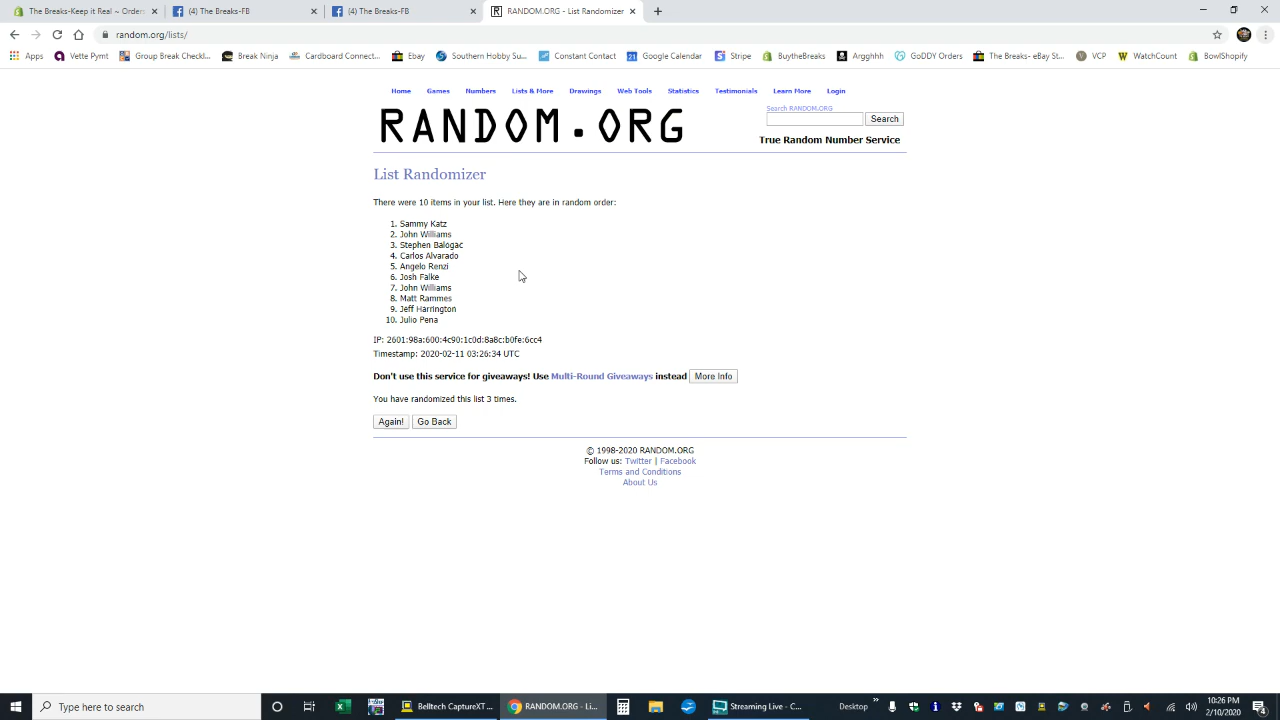 The Breaks-Keep it Real ~ Orders
The Breaks-FB
(4) The Breaks-FB
RANDOM.ORG - List Randomizer
random.org/lists/
Apps
Vette Pymt
Group Break Checkl...
Break Ninja
Cardboard Connect...
Ebay
Southern Hobby Su...
Constant Contact
Google Calendar
Stripe
BuytheBreaks
Argghhh
GoDDY Orders
The Breaks- eBay St...
VCP
WatchCount
BowlShopify
Home
Games
Numbers
Lists & More
Drawings
Web Tools
Statistics
Testimonials
Learn More
Login
RANDOM.ORG
Search RANDOM.ORG
Search
True Random Number Service
List Randomizer
There were 10 items in your list. Here they are in random order:
1. Sammy Katz
2. John Williams
3. Stephen Balogac
4. Carlos Alvarado
5. Angelo Renzi
6. Josh Falke
7. John Williams
8. Matt Rammes
9. Jeff Harrington
10. Julio Pena
IP: 2601:98a:600:4c90:1c0d:8a8c:b0fe:6cc4
Timestamp: 2020-02-11 03:26:34 UTC
Don't use this service for giveaways! Use Multi-Round Giveaways instead More Info
You have randomized this list 3 times.
Again! Go Back
© 1998-2020 RANDOM.ORG
Follow us: Twitter | Facebook
Terms and Conditions
About Us
Type here to search
Belltech CaptureXT ...
RANDOM.ORG - Li...
Streaming Live - C...
Desktop
10:26 PM
2/10/2020